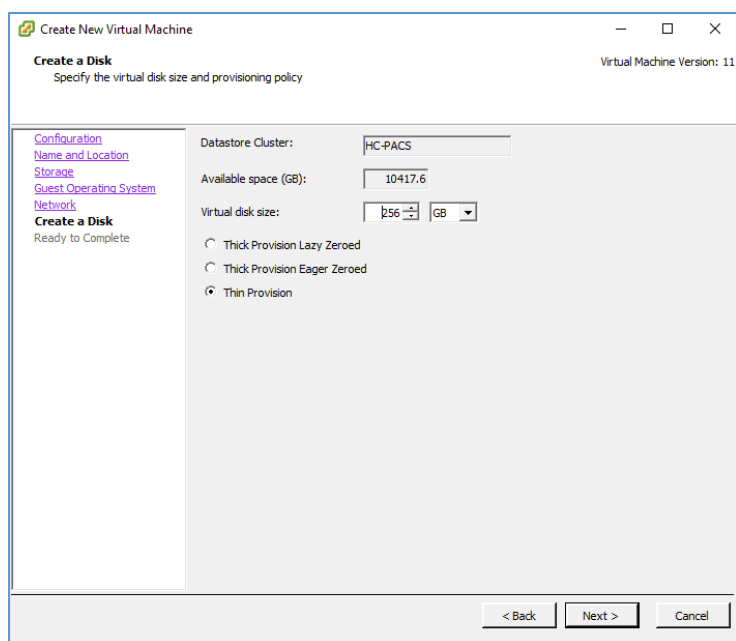 Create New Virtual Machine
Create a Disk
Specify the virtual disk size and provisioning policy
Virtual Machine Version: 11
Configuration
Name and Location
Storage
Guest Operating System
Network
Create a Disk
Ready to Complete
Datastore Cluster: HC-PACS
Available space (GB): 10417.6
Virtual disk size: 256 GB
Thick Provision Lazy Zeroed
Thick Provision Eager Zeroed
Thin Provision
< Back Next > Cancel